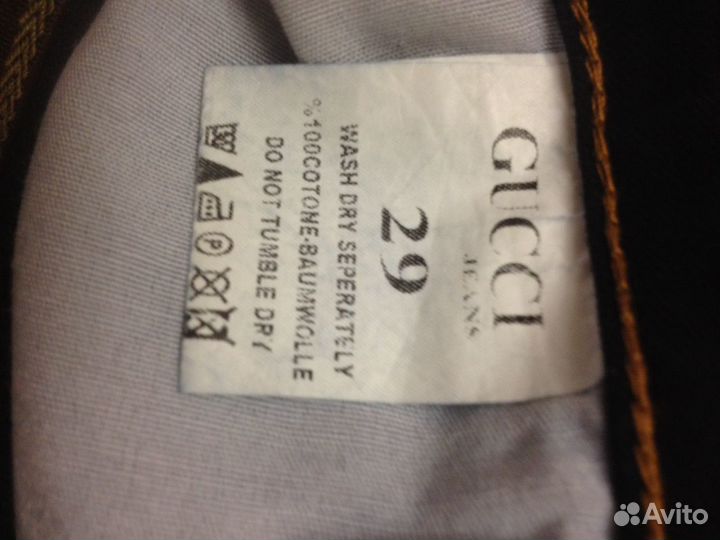 GUCCI
JEANS
29
WASH DRY SEPERATELY
%100COTONE-BAUMWOLLE
DO NOT TUMBLE DRY
P
Avito